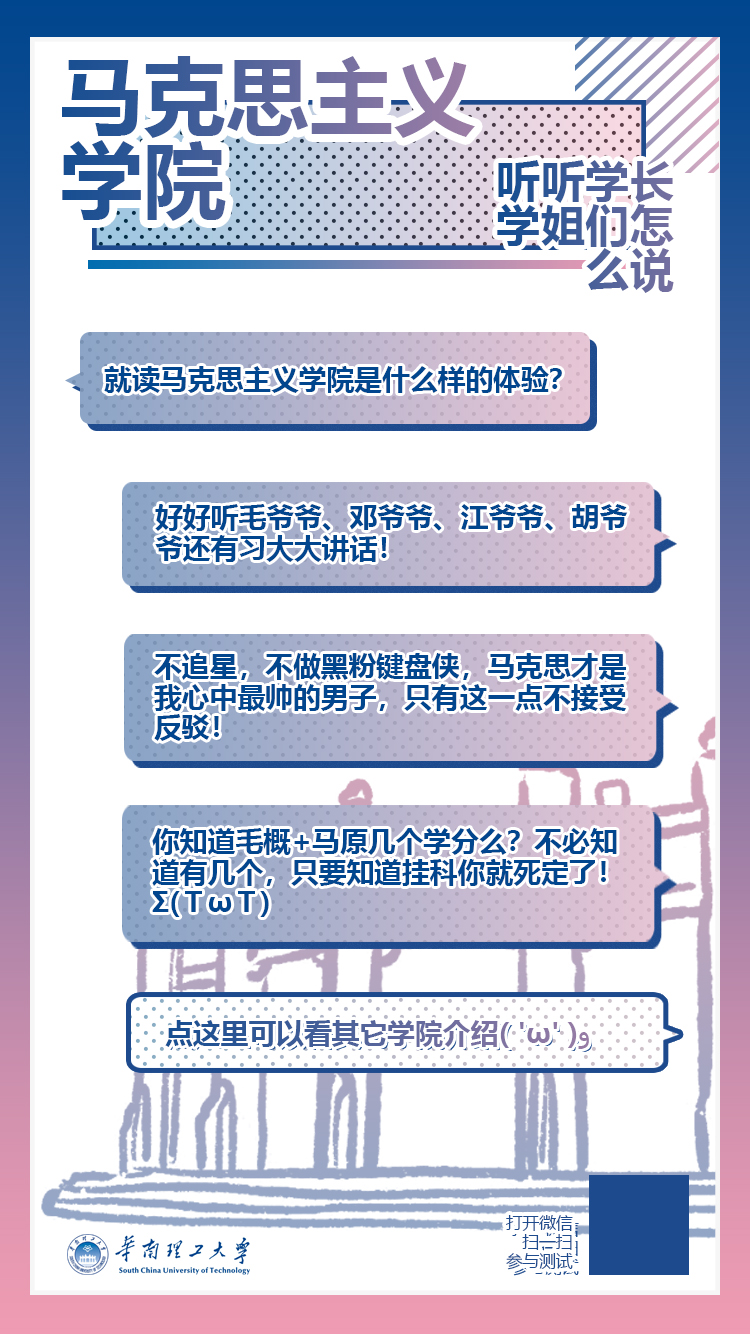 马克思主义
学院
听听学长
学姐们怎
么说
就读马克思主义学院是什么样的体验？
好好听毛爷爷、邓爷爷、江爷爷、胡爷
爷还有习大大讲话！
不追星，不做黑粉键盘侠，马克思才是
我心中最帅的男子，只有这一点不接受
反驳！
你知道毛概+马原几个学分么？不必知
道有几个，只要知道挂科你就死定了！
Σ(ＴωＴ)
点这里可以看其它学院介绍( 'ω' )و
华南理工大学
South China University of Technology
打开微信
扫一扫
参与测试